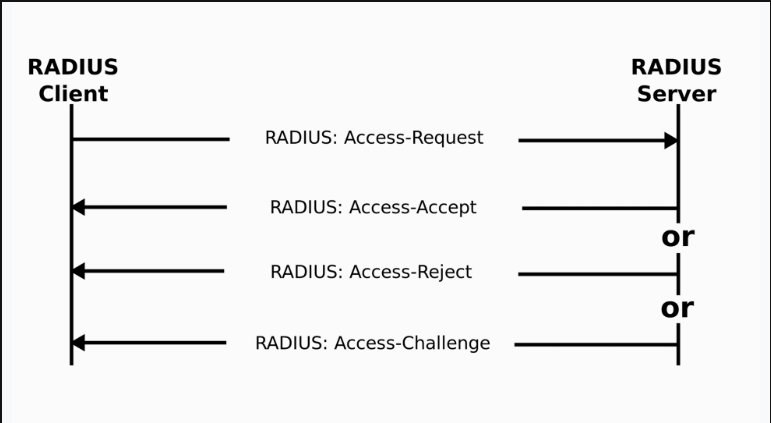 RADIUS
Client
RADIUS
Server
RADIUS: Access-Request
RADIUS: Access-Accept
or
RADIUS: Access-Reject
or
RADIUS: Access-Challenge